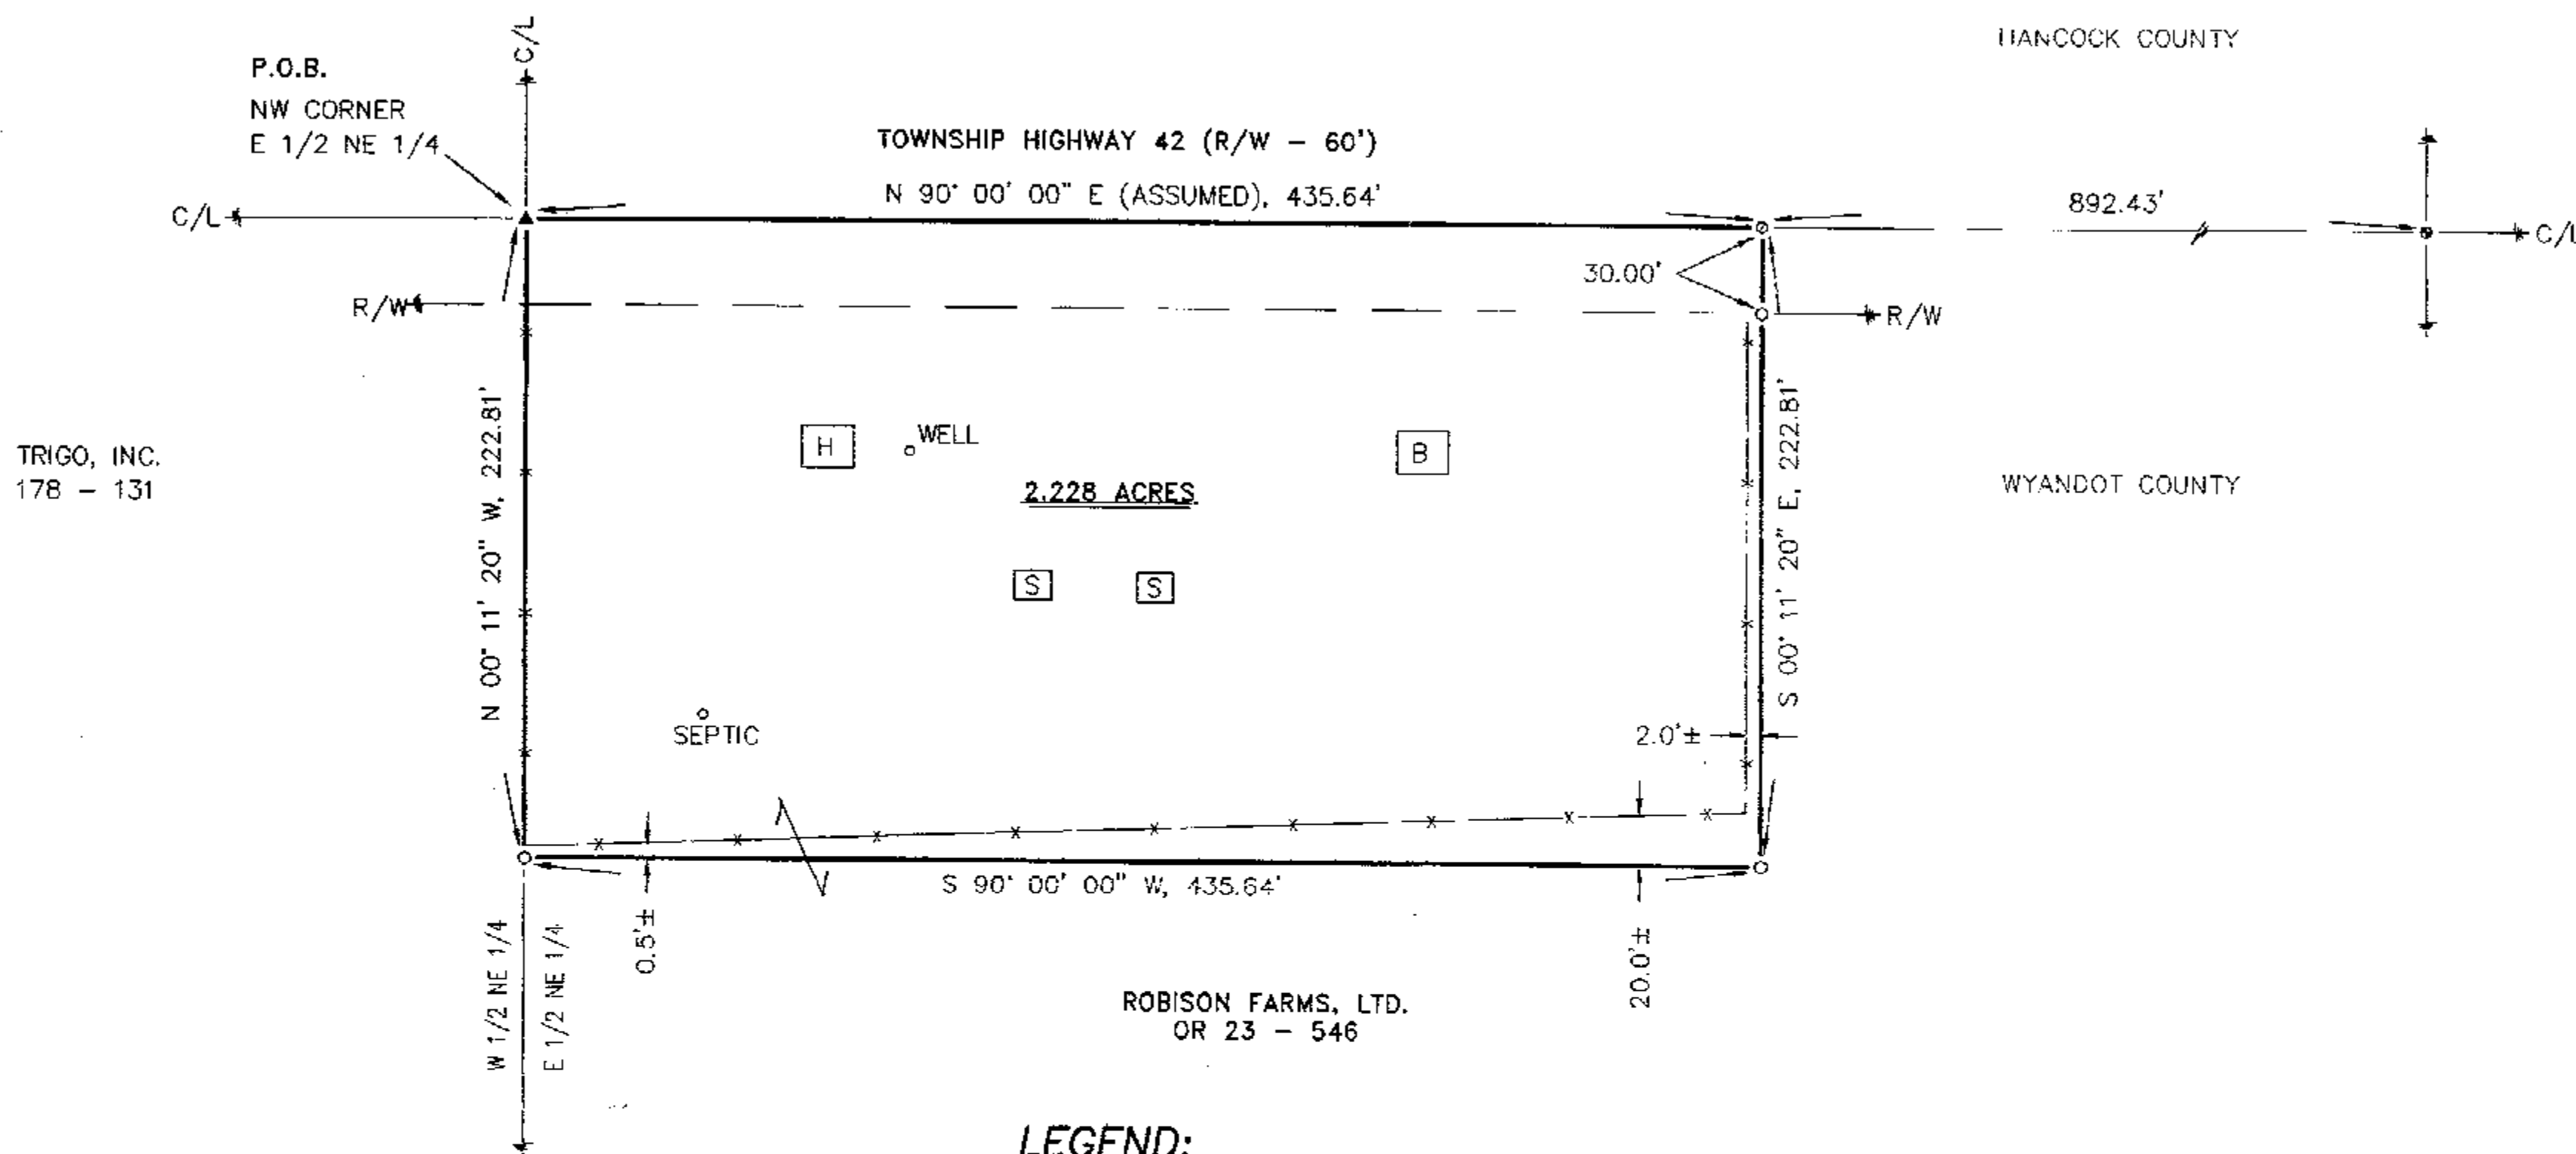 HANCOCK COUNTY
C/L
P.O.B.
NW CORNER
E 1/2 NE 1/4
TOWNSHIP HIGHWAY 42 (R/W - 60')
N 90° 00' 00" E (ASSUMED), 435.64'
892.43'
C/L
C/L
30.00'
R/W
R/W
N 00° 11' 20" W, 222.81'
S 00° 11' 20" E, 222.81'
H
WELL
B
TRIGO, INC.
178 - 131
2.228 ACRES
WYANDOT COUNTY
S
S
SEPTIC
2.0'±
S 90° 00' 00" W, 435.64'
0.5'±
20.0'±
W 1/2 NE 1/4
E 1/2 NE 1/4
ROBISON FARMS, LTD.
OR 23 - 546
LEGEND: